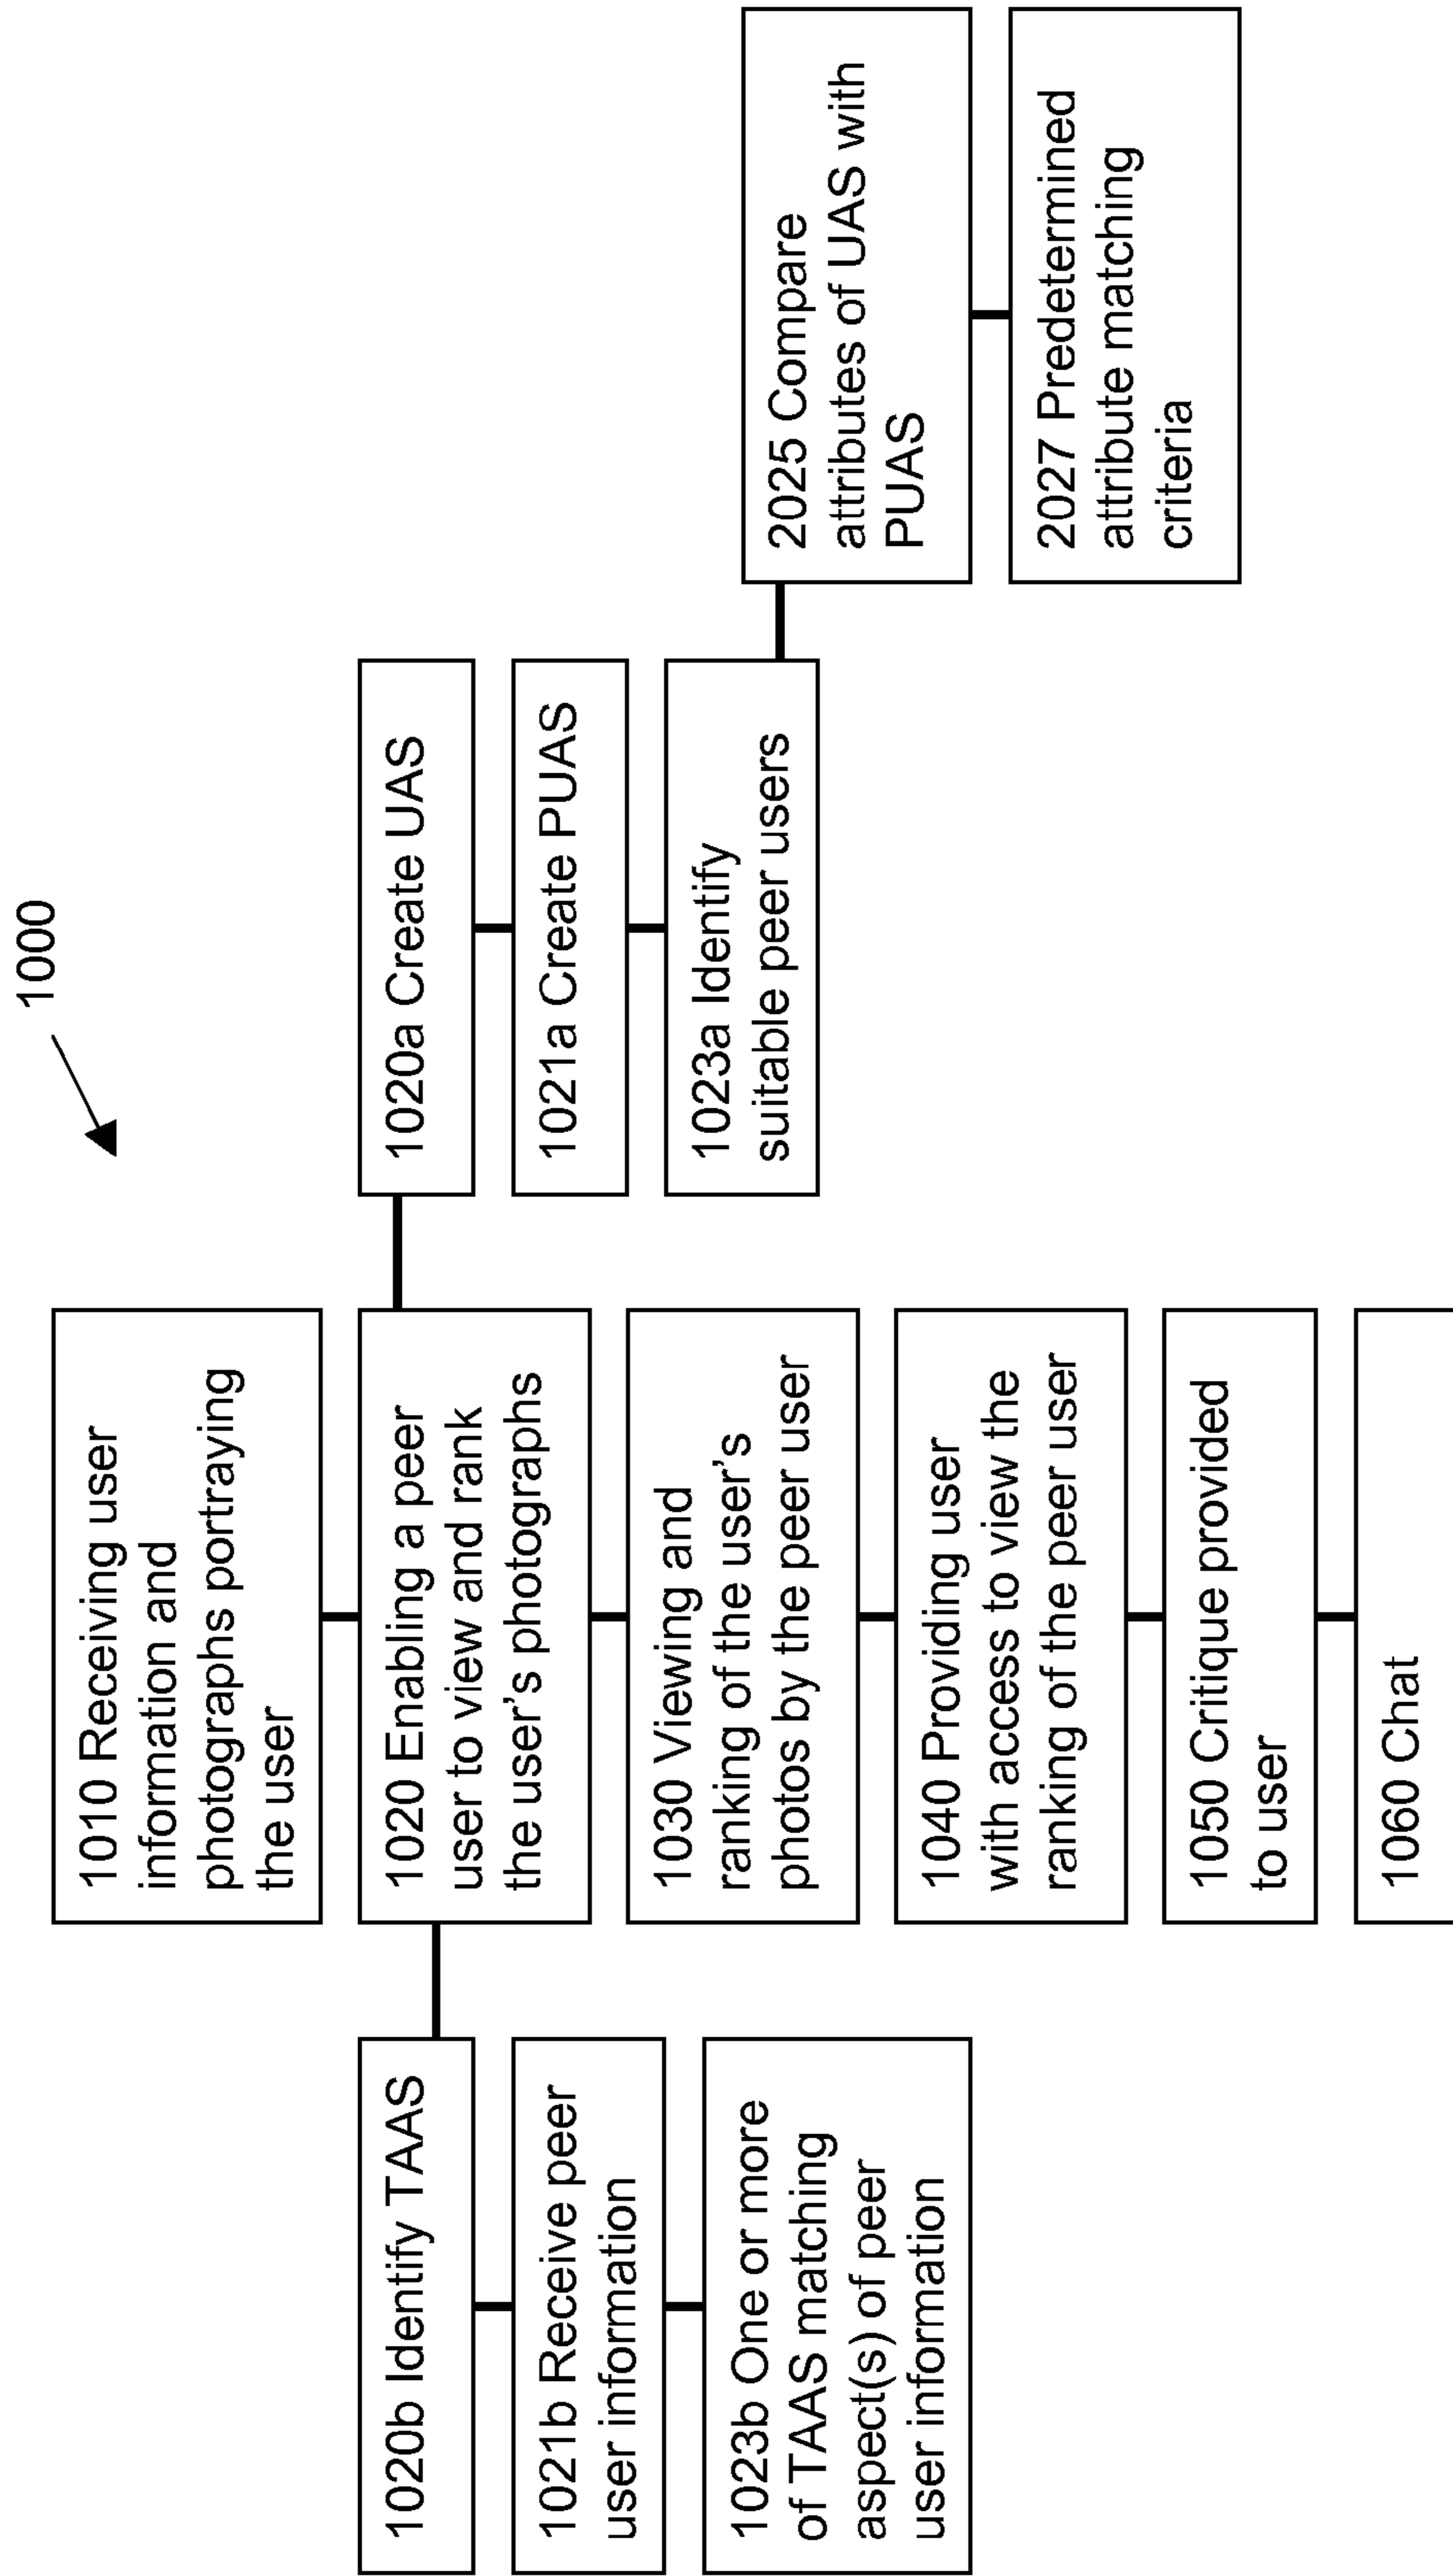 1000
1020b Identify TAAS
1021b Receive peer
user information
1023b One or more
of TAAS matching
aspect(s) of peer
user information
1010 Receiving user
information and
photographs portraying
the user
1020 Enabling a peer
user to view and rank
the user's photographs
1030 Viewing and
ranking of the user's
photos by the peer user
1040 Providing user
with access to view the
ranking of the peer user
1050 Critique provided
to user
1060 Chat
1020a Create UAS
1021a Create PUAS
1023a Identify
suitable peer users
2025 Compare
attributes of UAS with
PUAS
2027 Predetermined
attribute matching
criteria